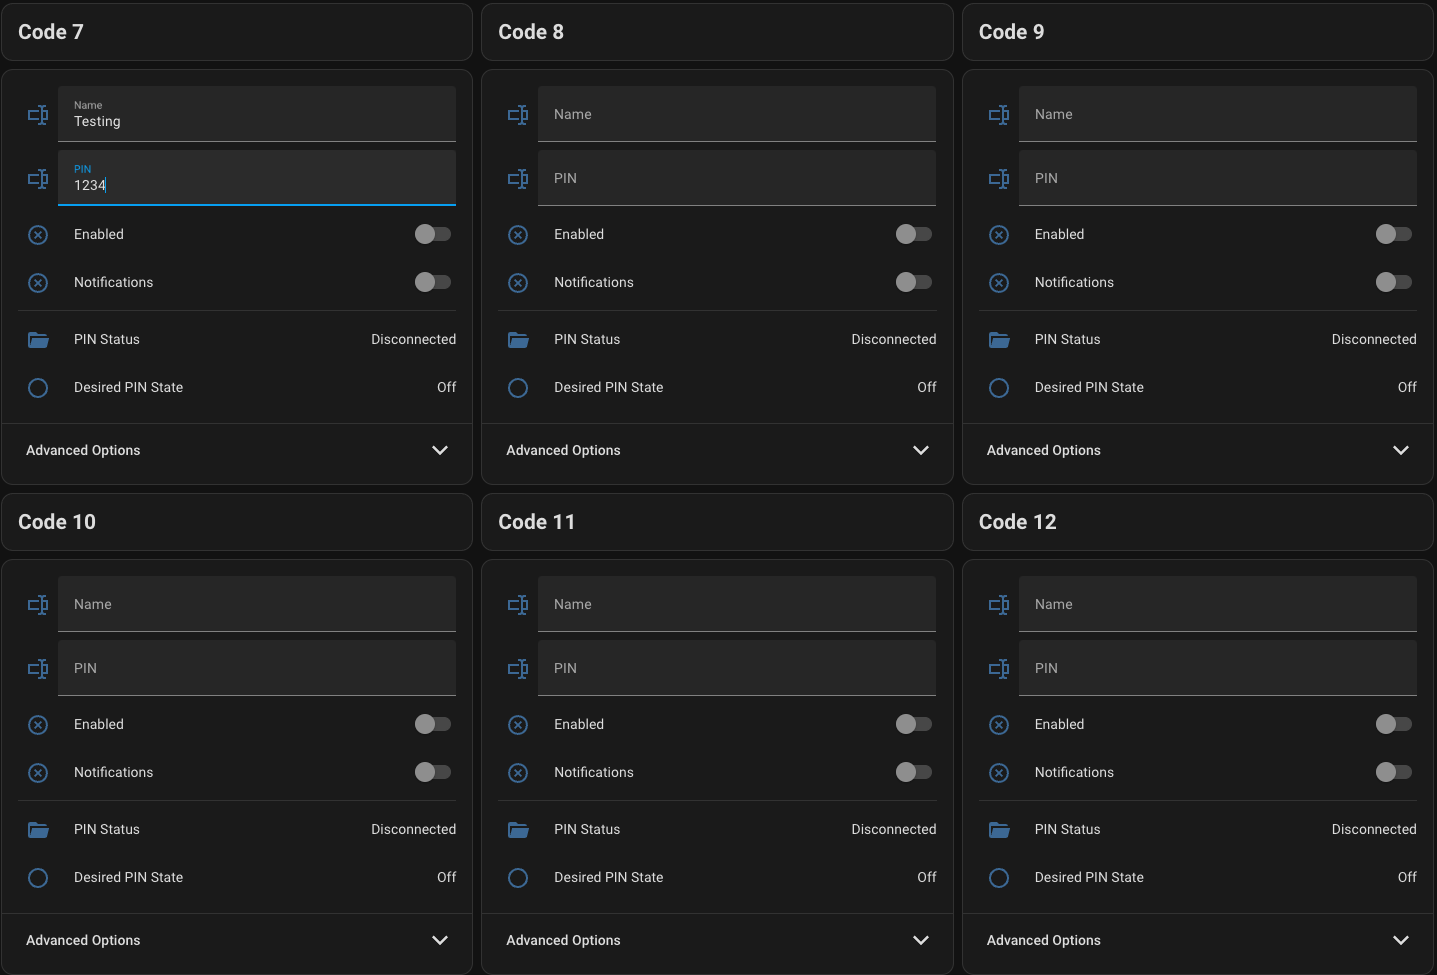 Code 7
Name
Testing
PIN
1234
Enabled
Notifications
PIN Status Disconnected
Desired PIN State Off
Advanced Options
Code 8
Name
PIN
Enabled
Notifications
PIN Status Disconnected
Desired PIN State Off
Advanced Options
Code 9
Name
PIN
Enabled
Notifications
PIN Status Disconnected
Desired PIN State Off
Advanced Options
Code 10
Name
PIN
Enabled
Notifications
PIN Status Disconnected
Desired PIN State Off
Advanced Options
Code 11
Name
PIN
Enabled
Notifications
PIN Status Disconnected
Desired PIN State Off
Advanced Options
Code 12
Name
PIN
Enabled
Notifications
PIN Status Disconnected
Desired PIN State Off
Advanced Options